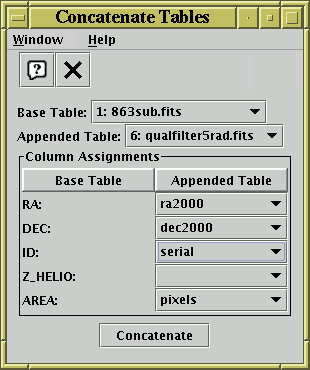 Concatenate Tables
Window Help
Base Table: 1: 863sub.fits
Appended Table: 6: qualfilter5rad.fits
Column Assignments
Base Table Appended Table
RA: ra2000
DEC: dec2000
ID: serial
Z_HELIO:
AREA: pixels
Concatenate